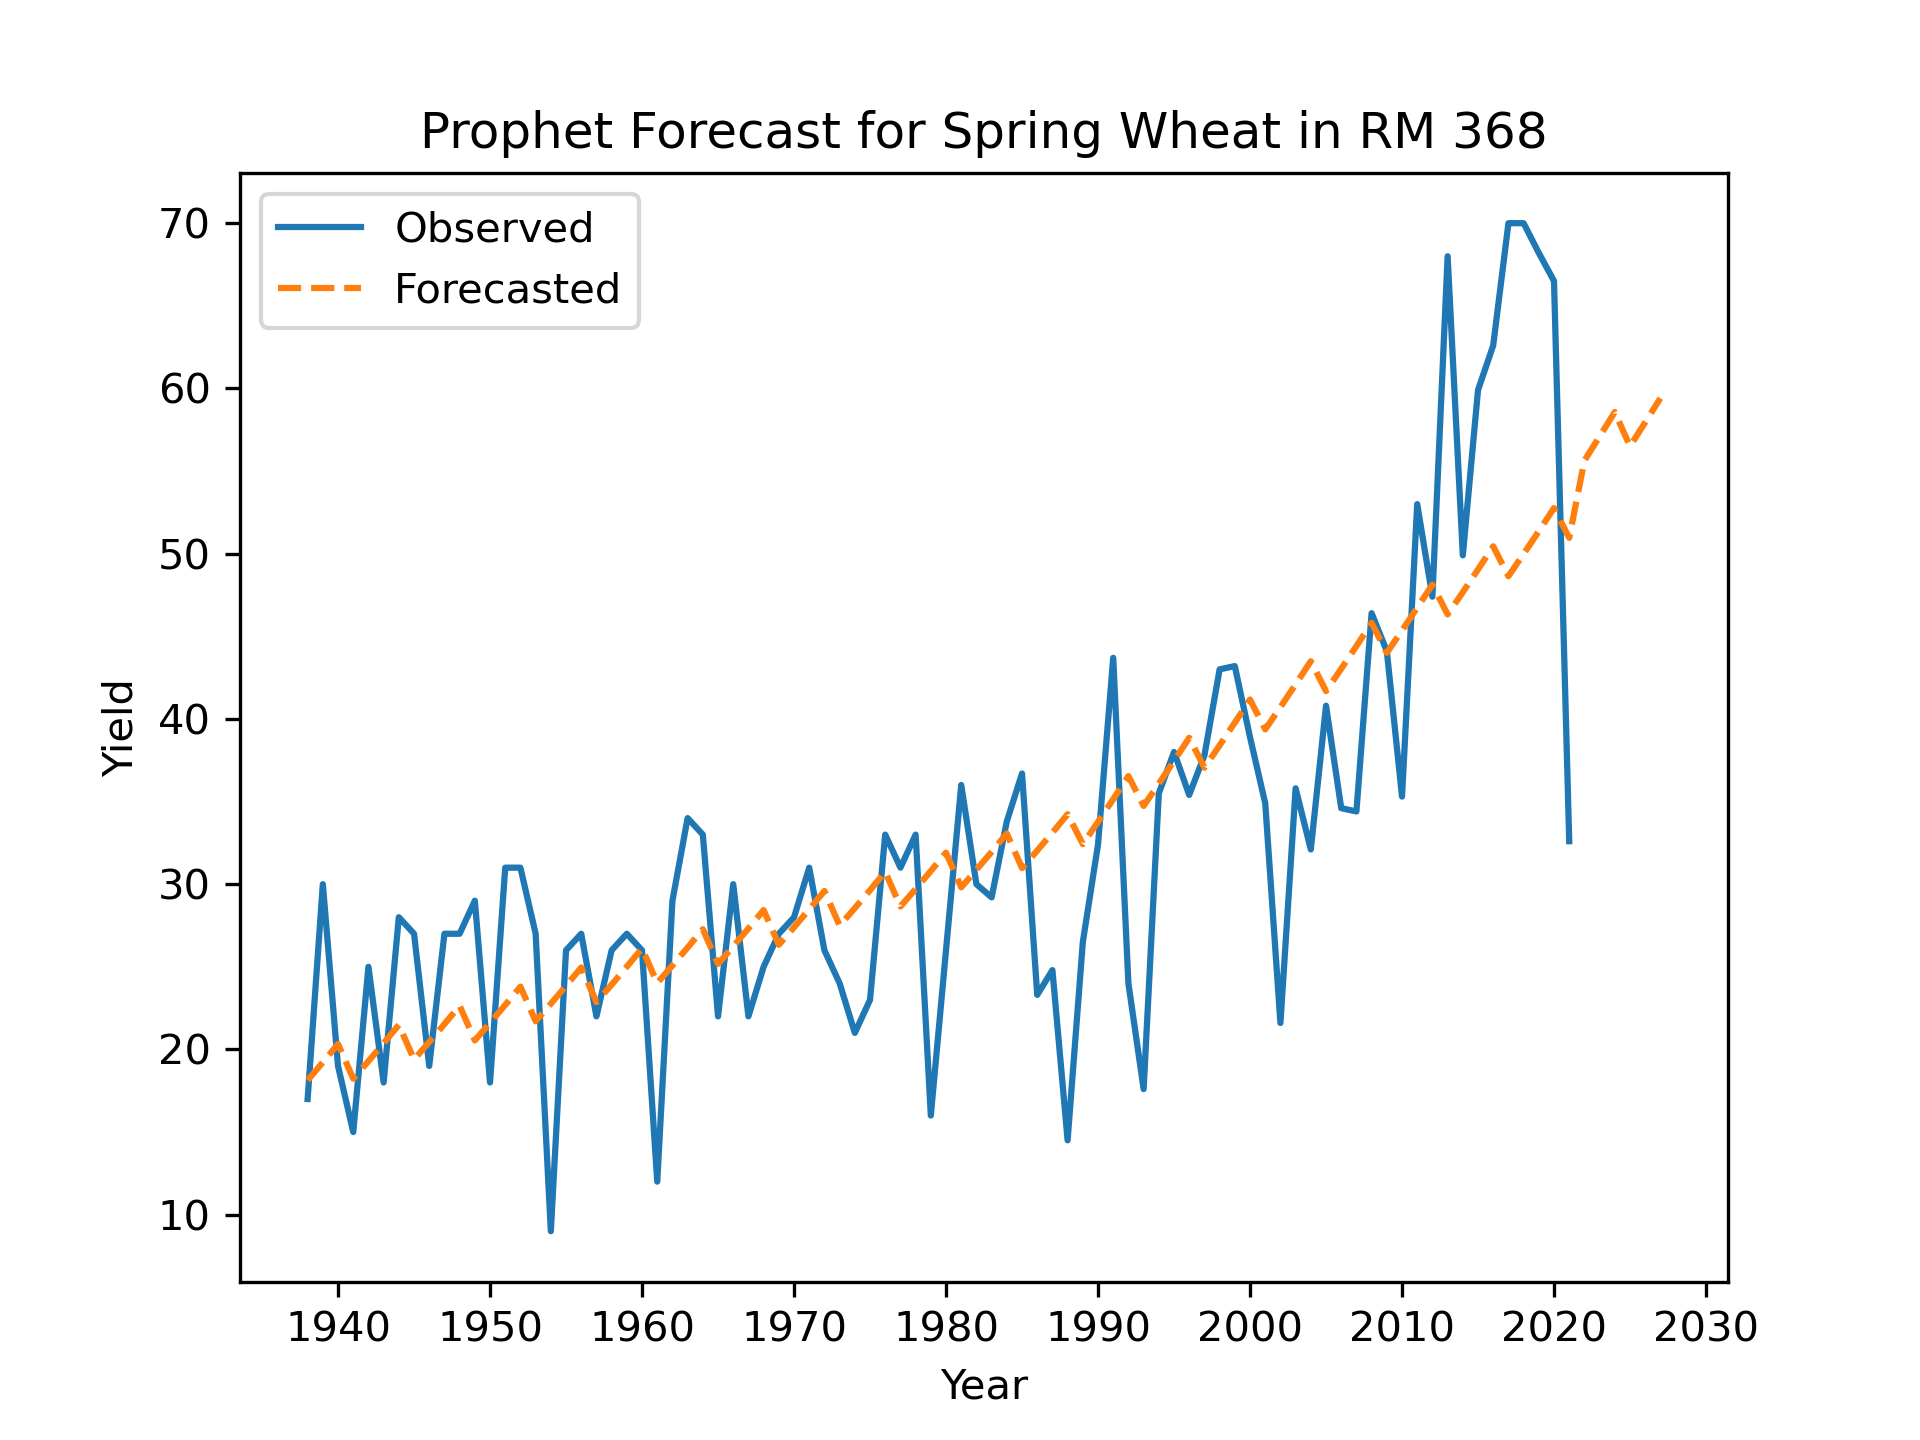 Prophet Forecast for Spring Wheat in RM 368
Observed
Forecasted
70
60
50
40
30
20
10
Yield
1940 1950 1960 1970 1980 1990 2000 2010 2020 2030
Year